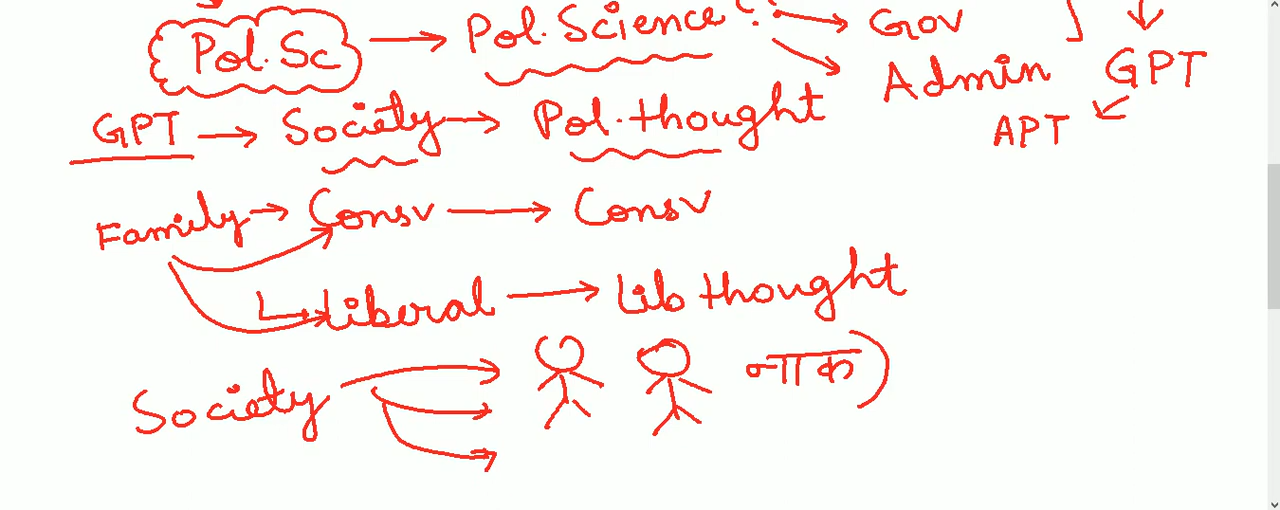 Pol.Sc → Pol.Science?? → Gov
→ Admin GPT
GPT → Society → Pol.thought APT
Family → Consv → Consv
Liberal → Lib thought
Society नाक